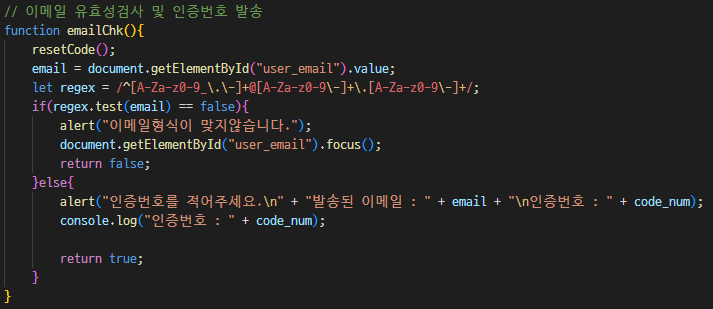 // 이메일 유효성검사 및 인증번호 발송
function emailChk(){
    resetCode();
    email = document.getElementById("user_email").value;
    let regex = /^[A-Za-z0-9_\.\-]+@[A-Za-z0-9\-]+\.[A-Za-z0-9\-]+/;
    if(regex.test(email) == false){
        alert("이메일형식이 맞지않습니다.");
        document.getElementById("user_email").focus();
        return false;
    }else{
        alert("인증번호를 적어주세요.\n" + "발송된 이메일 : " + email + "\n인증번호 : " + code_num);
        console.log("인증번호 : " + code_num);
        return true;
    }
}